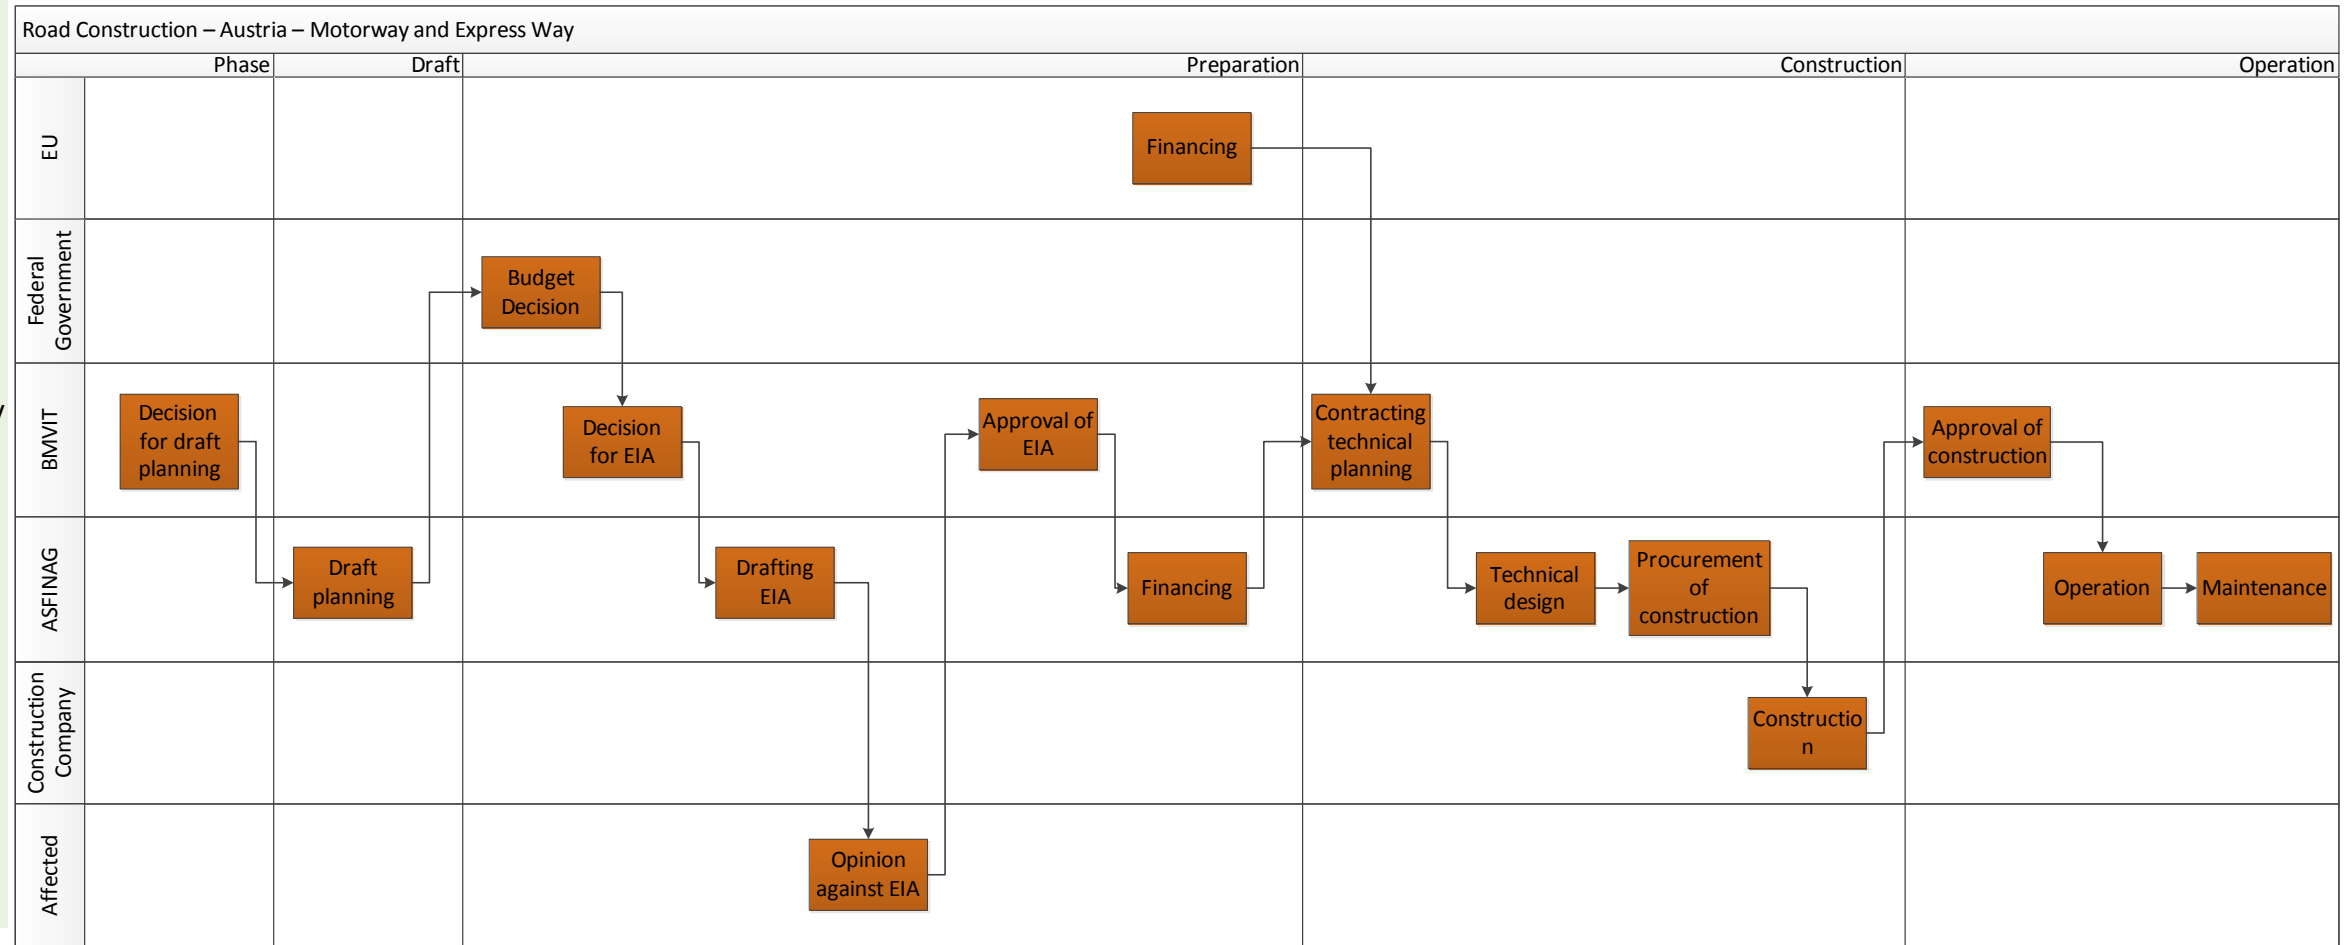 Road Construction – Austria – Motorway and Express Way
Phase
Draft
Preparation
Construction
Operation
EU
Financing
Federal
Government
Budget
Decision
BMVIT
Decision
for draft
planning
Decision
for EIA
Approval of
EIA
Contracting
technical
planning
Approval of
construction
ASFINAG
Draft
planning
Drafting
EIA
Financing
Technical
design
Procurement
of
construction
Operation
Maintenance
Construction
Company
Constructio
n
Affected
Opinion
against EIA